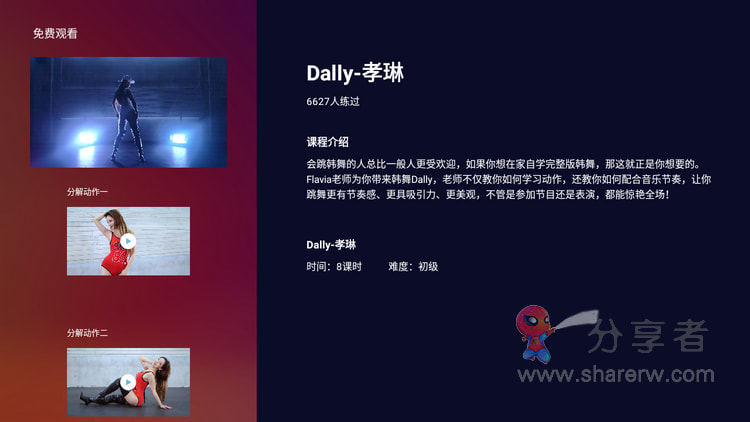 免费观看
分解动作一
分解动作二
Dally-孝琳
6627人练过
课程介绍
会跳韩舞的人总比一般人更受欢迎，如果你想在家自学完整版韩舞，那这就正是你想要的。
Flavia老师为你带来韩舞Dally，老师不仅教你如何学习动作，还教你如何配合音乐节奏，让你
跳舞更有节奏感、更具吸引力、更美观，不管是参加节目还是表演，都能惊艳全场！
Dally-孝琳
时间：8课时 难度：初级
分享者
www.sharerw.com